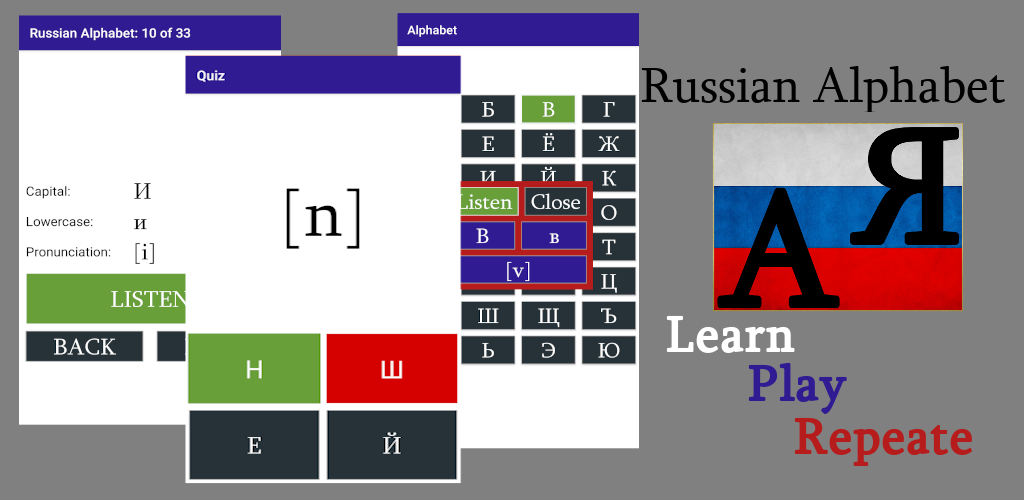 Russian Alphabet: 10 of 33
Capital: И
Lowercase: и
Pronunciation: [i]
LISTEN
BACK
Quiz
[n]
Н Ш
Е Й
Alphabet
Б В Г
Е Ё Ж
И Й К
Listen Close О
В в Т
[v] Ц
Ш Щ Ъ
Ь Э Ю
Russian Alphabet
А Я
Learn
Play
Repeate